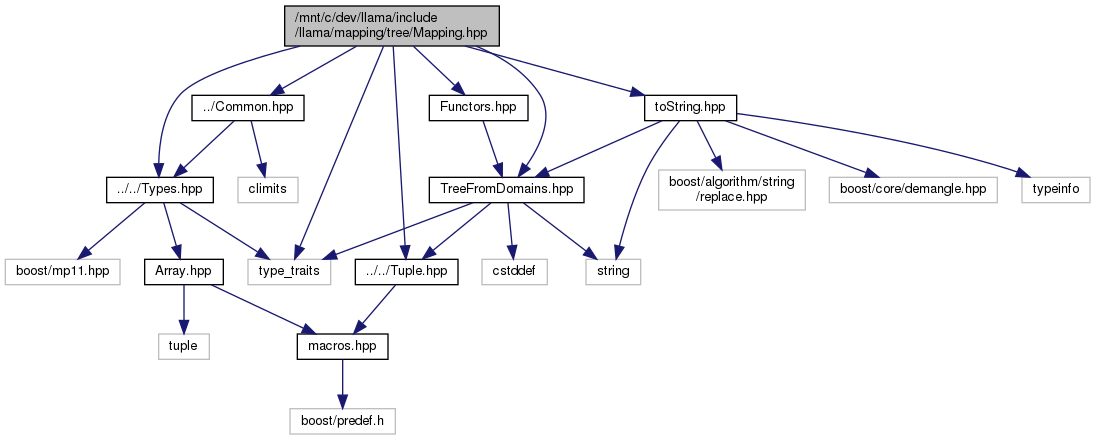 /mnt/c/dev/llama/include
/llama/mapping/tree/Mapping.hpp
../Common.hpp
Functors.hpp
toString.hpp
../../Types.hpp
climits
TreeFromDomains.hpp
boost/algorithm/string
/replace.hpp
boost/core/demangle.hpp
typeinfo
boost/mp11.hpp
Array.hpp
type_traits
../../Tuple.hpp
cstddef
string
tuple
macros.hpp
boost/predef.h